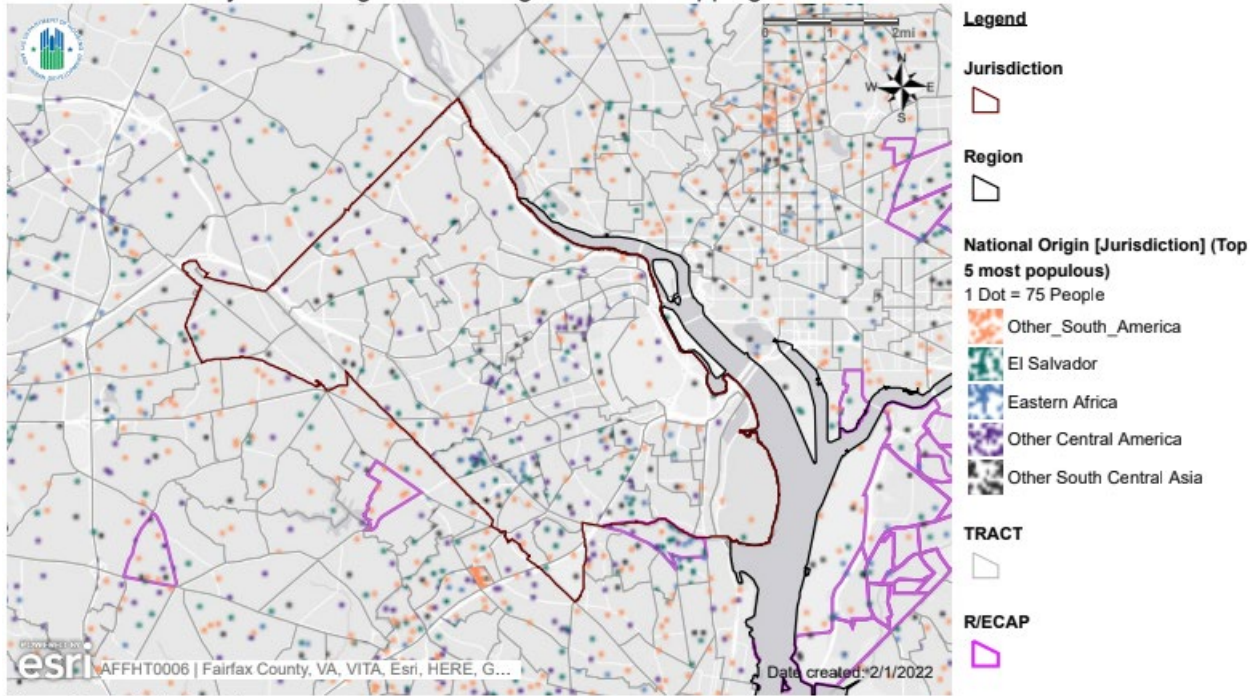 0 1 2mi
N
W E
S
Legend
Jurisdiction
Region
National Origin [Jurisdiction] (Top
5 most populous)
1 Dot = 75 People
Other_South_America
El Salvador
Eastern Africa
Other Central America
Other South Central Asia
TRACT
R/ECAP
POWERED BY
esri
AFFHT0006 | Fairfax County, VA, VITA, Esri, HERE, G...
Date created: 2/1/2022